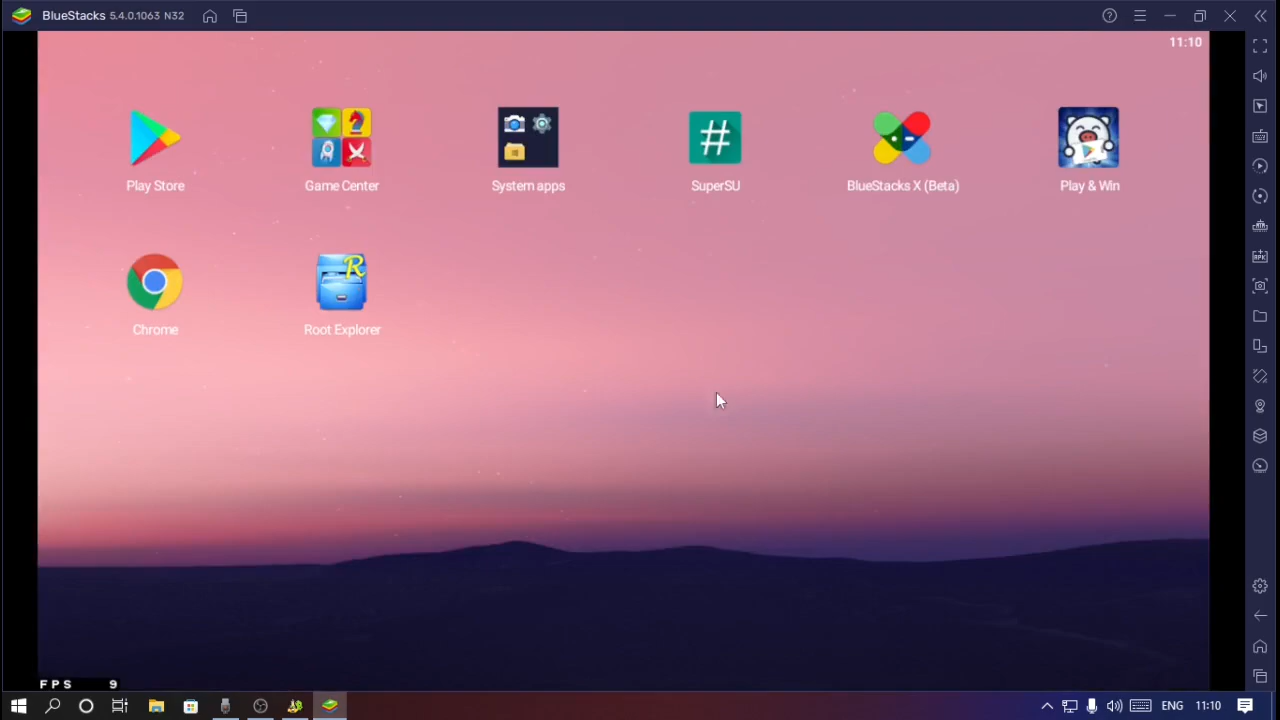 BlueStacks 5.4.0.1063 N32
11:10
Play Store
Game Center
System apps
SuperSU
BlueStacks X (Beta)
Play & Win
Chrome
Root Explorer
FPS 9
ENG 11:10